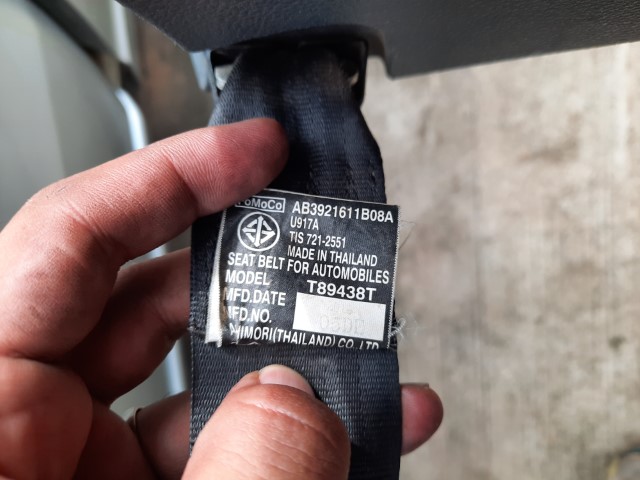 FoMoCo AB3921611B08A
U917A
TIS 721-2551
MADE IN THAILAND
SEAT BELT FOR AUTOMOBILES
MODEL T89438T
MFD.DATE
MFD.NO.
(THAILAND) CO.,LTD